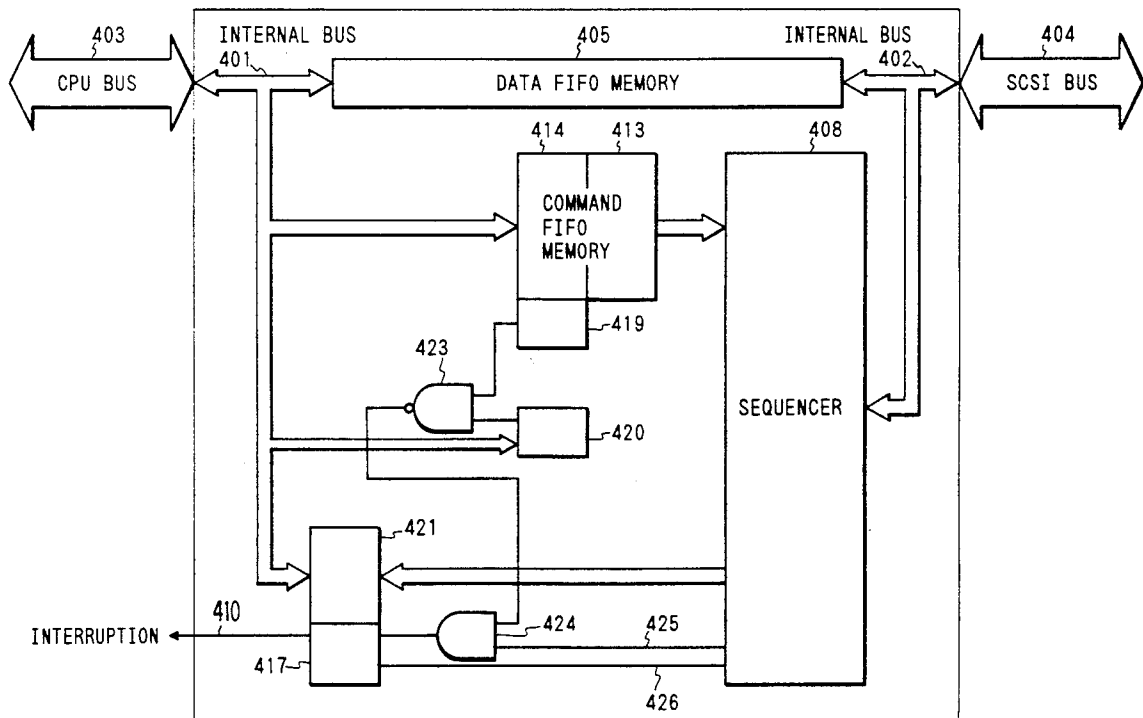 403
INTERNAL BUS
405
INTERNAL BUS
404
401
402
CPU BUS
DATA FIFO MEMORY
SCSI BUS
414
413
408
COMMAND
FIFO
MEMORY
419
423
SEQUENCER
420
421
410
INTERRUPTION
424
425
417
426